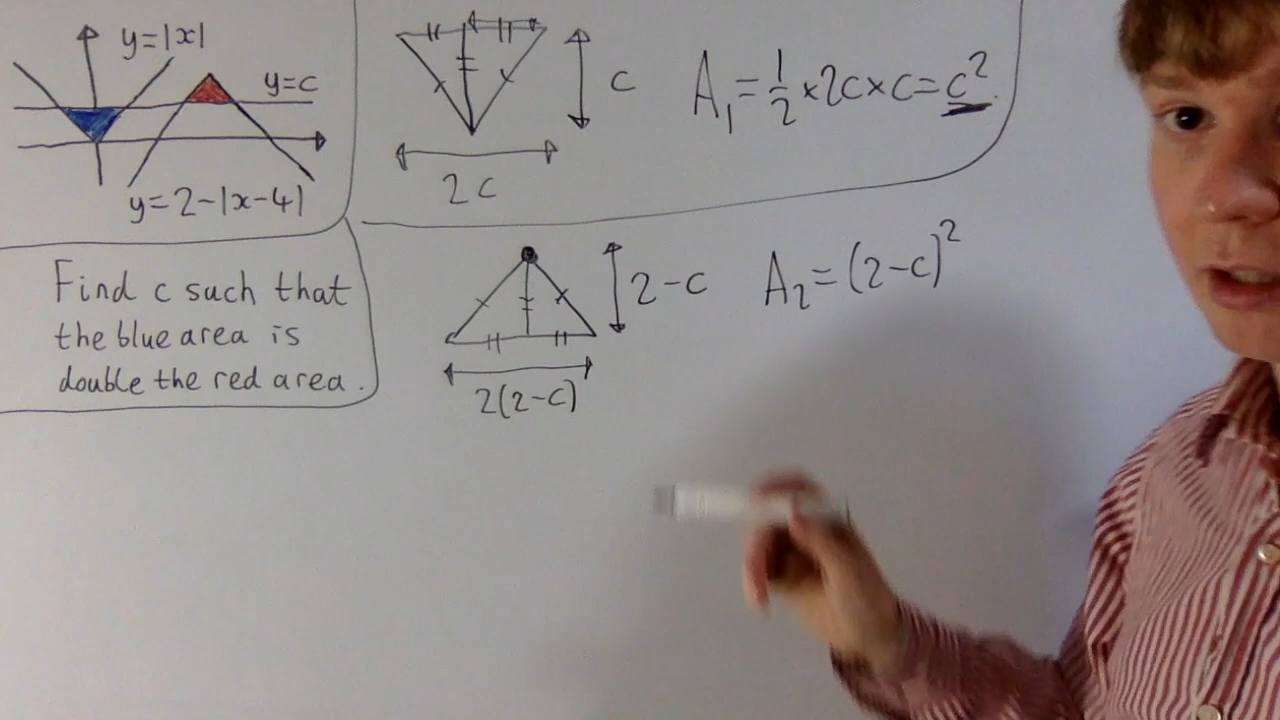 y=|x|
y=c
y=2-|x-4|
c
2c
A₁=½×2c×c=c².
Find c such that
the blue area is
double the red area.
2-c
2(2-c)
A₂=(2-c)²